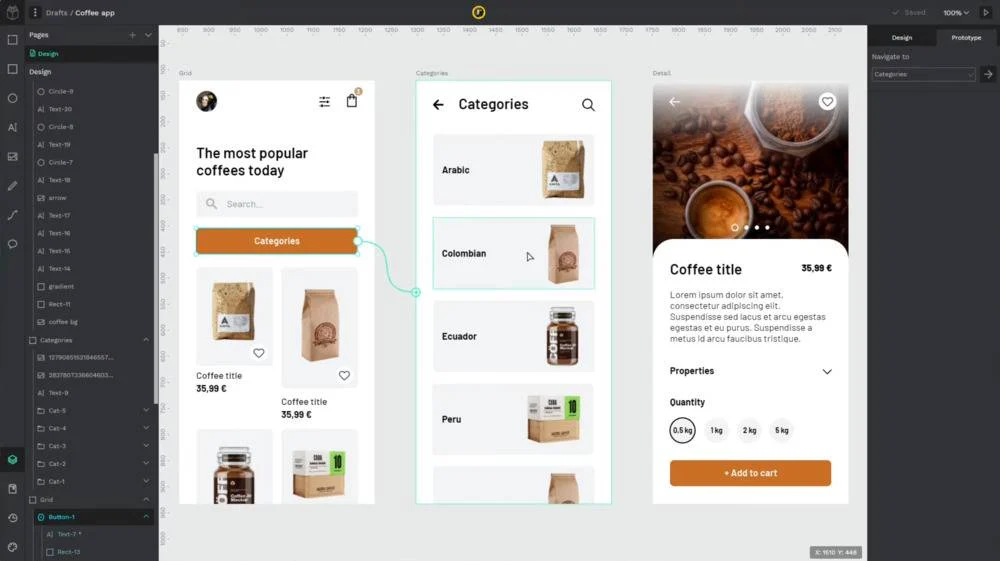 Drafts / Coffee app
Saved
100%
Pages
Design
Design
Circle-9
Text-20
Circle-8
Text-19
Circle-7
Text-18
arrow
Text-17
Text-16
Text-15
Text-14
gradient
Rect-11
coffee bg
Categories
Text-9
Cat-5
Cat-4
Cat-3
Cat-2
Cat-1
Grid
Button-1
Text-7 *
Rect-13
Grid
1
The most popular
coffees today
Search...
Categories
Coffee title
35,99 €
Coffee title
35,99 €
CUBA
10
Categories
Categories
Arabic
Colombian
Ecuador
Peru
CUBA
10
Detail
Coffee title
35,99 €
Lorem ipsum dolor sit amet,
consectetur adipiscing elit.
Suspendisse sed lacus et arcu egestas
egestas et eu purus. Suspendisse a
metus id arcu faucibus tristique.
Properties
Quantity
0,5 kg
1 kg
2 kg
5 kg
+ Add to cart
X: 1510 Y: 446
Design
Prototype
Navigate to
Categories